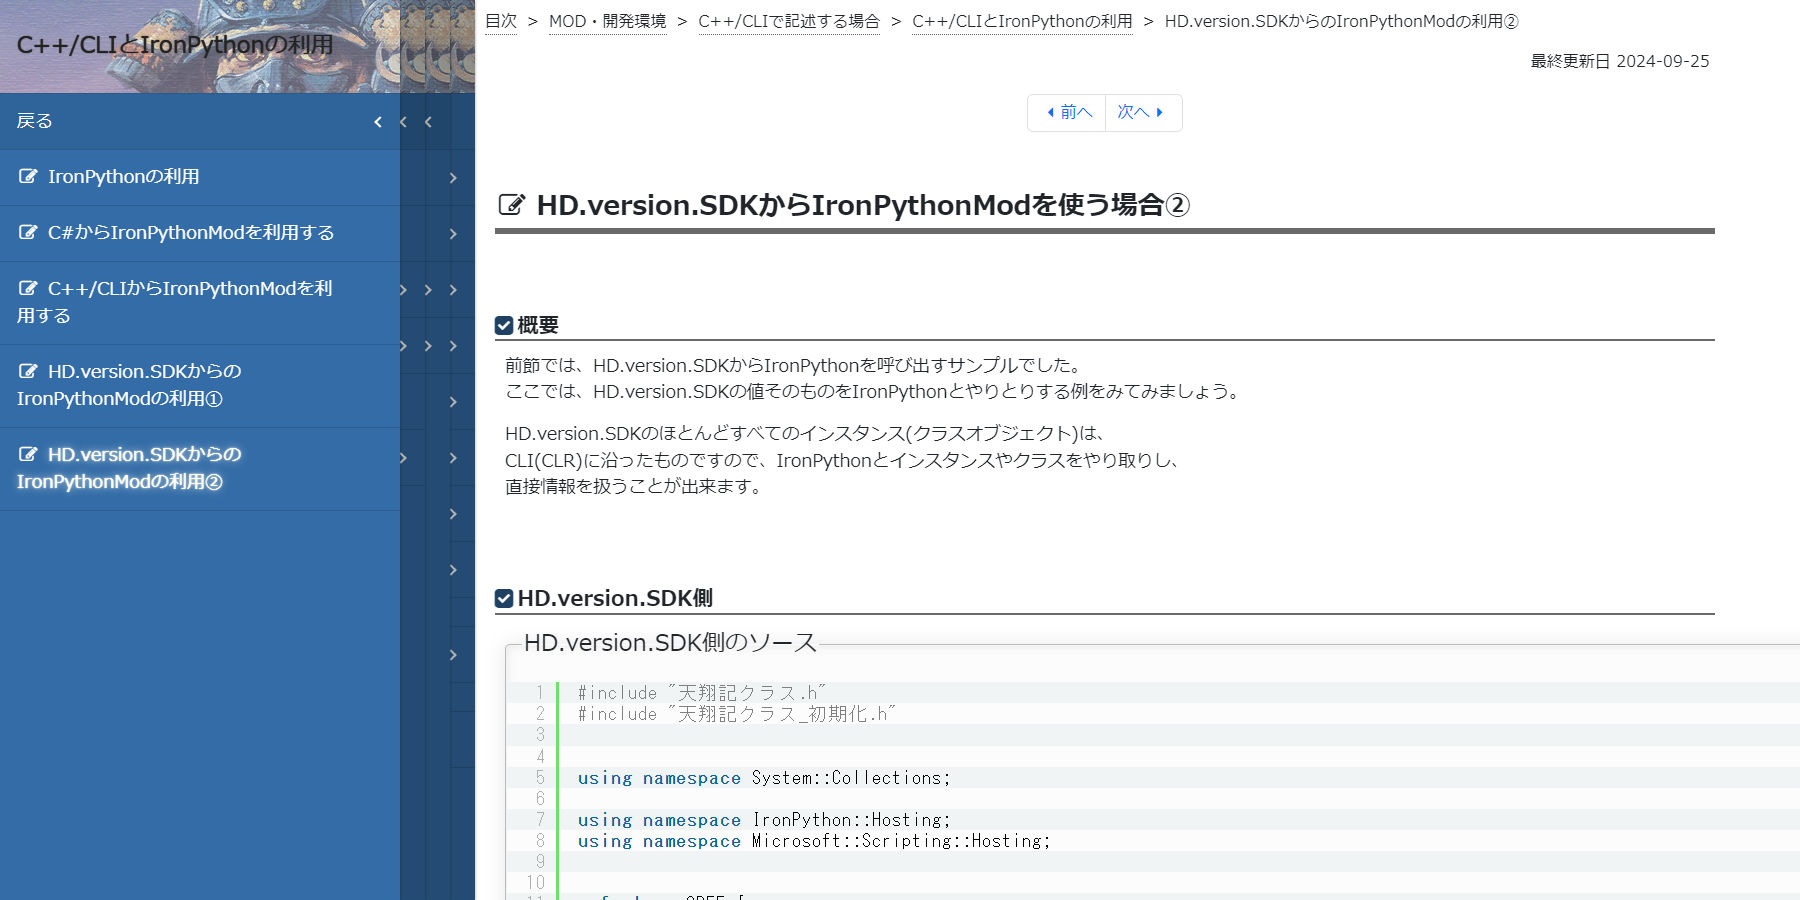 C++/CLIとIronPythonの利用
戻る
IronPythonの利用
C#からIronPythonModを利用する
C++/CLIからIronPythonModを利
用する
HD.version.SDKからの
IronPythonModの利用①
HD.version.SDKからの
IronPythonModの利用②
目次 > MOD・開発環境 > C++/CLIで記述する場合 > C++/CLIとIronPythonの利用 > HD.version.SDKからのIronPythonModの利用②
最終更新日 2024-09-25
前へ 次へ
HD.version.SDKからIronPythonModを使う場合②
概要
前節では、HD.version.SDKからIronPythonを呼び出すサンプルでした。
ここでは、HD.version.SDKの値そのものをIronPythonとやりとりする例をみてみましょう。
HD.version.SDKのほとんどすべてのインスタンス(クラスオブジェクト)は、
CLI(CLR)に沿ったものですので、IronPythonとインスタンスやクラスをやり取りし、
直接情報を扱うことが出来ます。
HD.version.SDK側
HD.version.SDK側のソース
1 #include "天翔記クラス.h"
2 #include "天翔記クラス_初期化.h"
3
4
5 using namespace System::Collections;
6
7 using namespace IronPython::Hosting;
8 using namespace Microsoft::Scripting::Hosting;
9
10